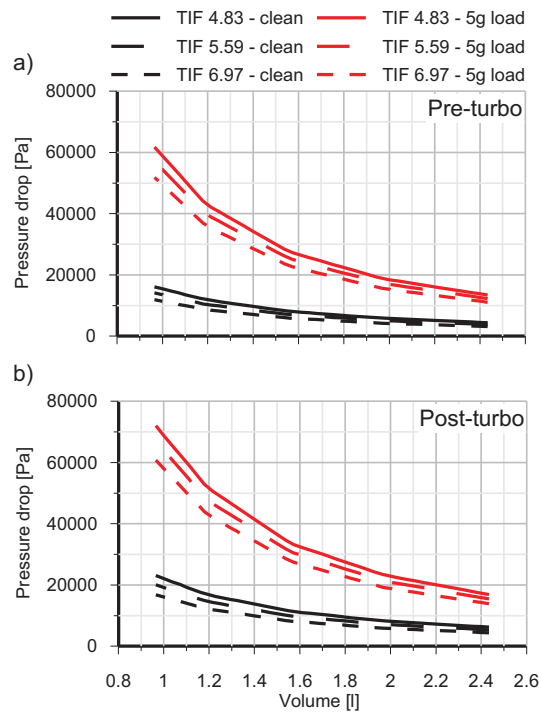 TIF 4.83 - clean TIF 4.83 - 5g load
TIF 5.59 - clean TIF 5.59 - 5g load
TIF 6.97 - clean TIF 6.97 - 5g load
a)
80000
60000
40000
20000
0
Pressure drop [Pa]
Pre-turbo
b)
80000
60000
40000
20000
0
Pressure drop [Pa]
Post-turbo
0.8 1 1.2 1.4 1.6 1.8 2 2.2 2.4 2.6
Volume [l]